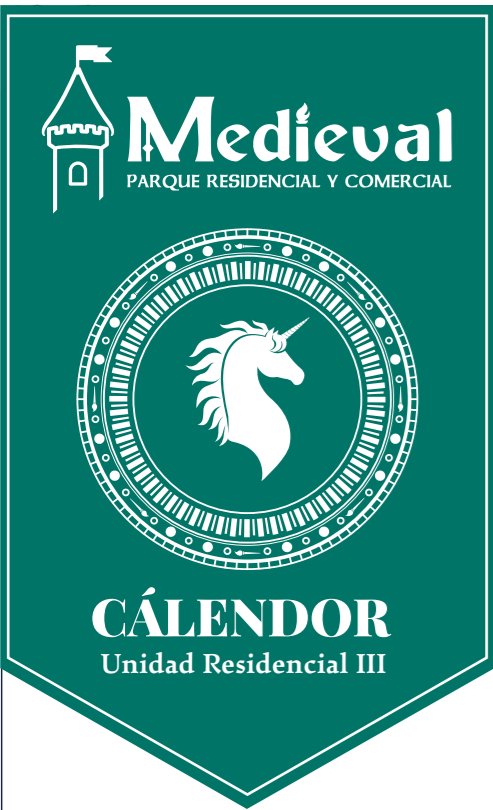 Medieval
PARQUE RESIDENCIAL Y COMERCIAL
CÁLENDOR
Unidad Residencial III